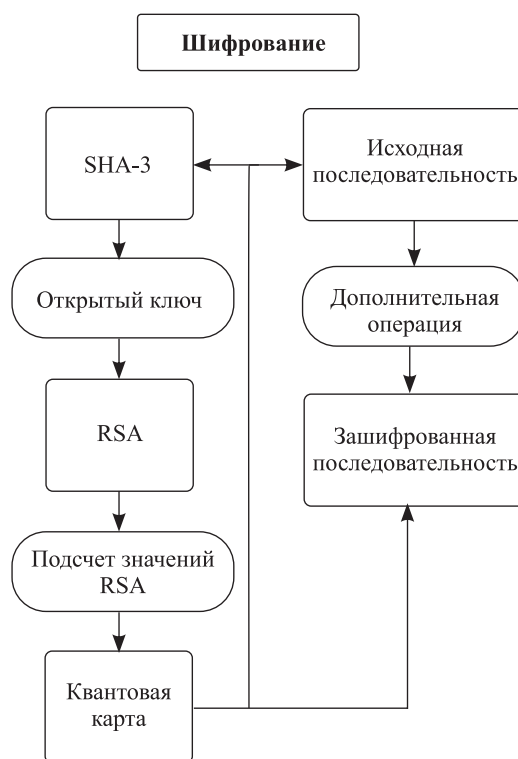 Шифрование
SHA-3
Открытый ключ
RSA
Подсчет значений
RSA
Квантовая
карта
Исходная
последовательность
Дополнительная
операция
Зашифрованная
последовательность